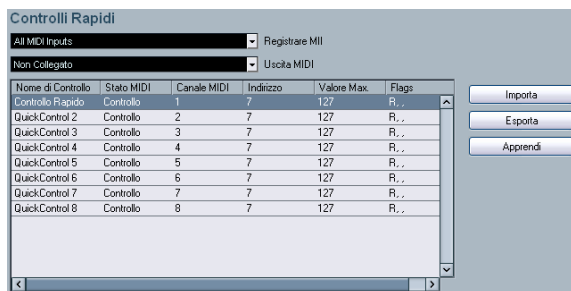 Controlli Rapidi
All MIDI Inputs Registrare MII
Non Collegato Uscita MIDI
Nome di Controllo Stato MIDI Canale MIDI Indirizzo Valore Max. Flags
Controllo Rapido Controllo 1 7 127 R, ,
QuickControl 2 Controllo 2 7 127 R, ,
QuickControl 3 Controllo 3 7 127 R, ,
QuickControl 4 Controllo 4 7 127 R, ,
QuickControl 5 Controllo 5 7 127 R, ,
QuickControl 6 Controllo 6 7 127 R, ,
QuickControl 7 Controllo 7 7 127 R, ,
QuickControl 8 Controllo 8 7 127 R, ,
Importa
Esporta
Apprendi